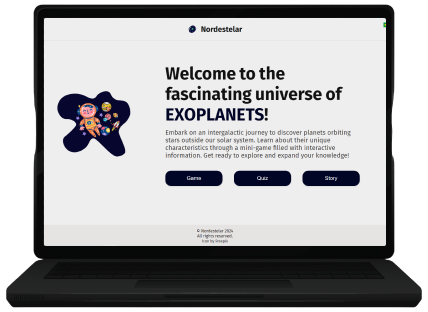 Nordestelar
Welcome to the
fascinating universe of
EXOPLANETS!
Embark on an intergalactic journey to discover planets orbiting
stars outside our solar system. Learn about their unique
characteristics through a mini-game filled with interactive
information. Get ready to explore and expand your knowledge!
Game
Quiz
Story
© Nordestelar 2024
All rights reserved.
Icon by Freepik